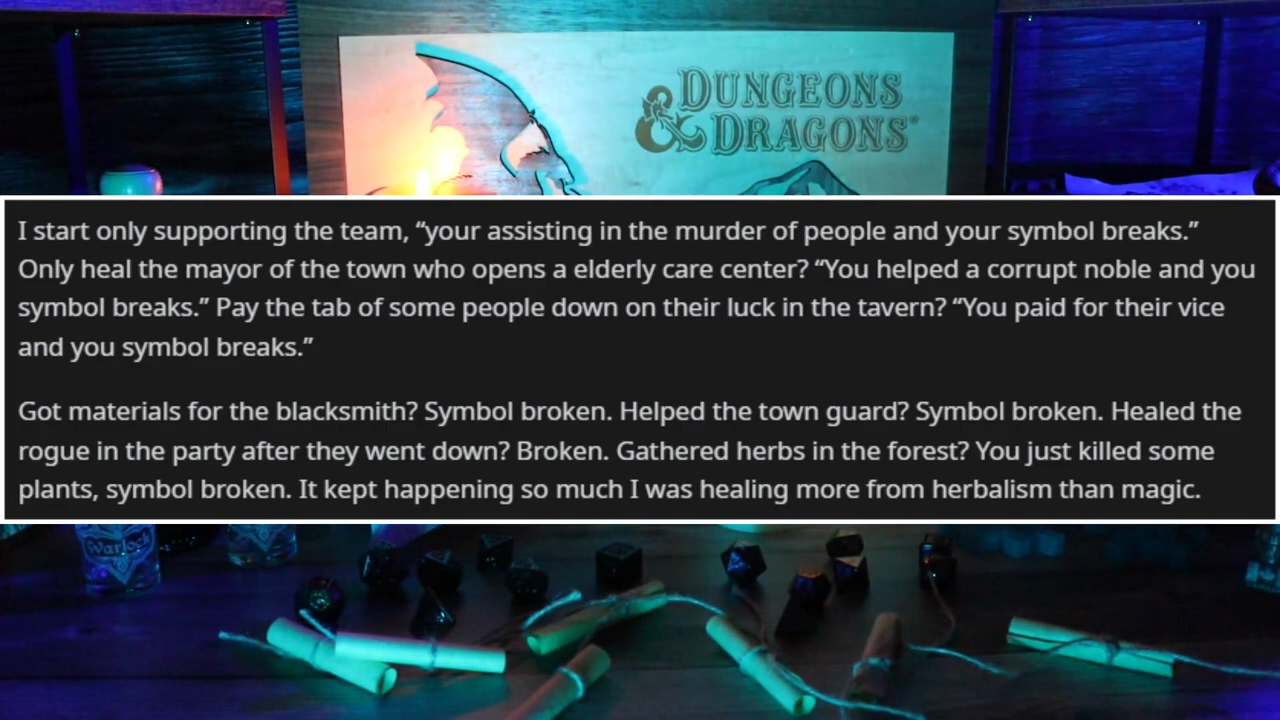 DUNGEONS
& DRAGONS®
I start only supporting the team, “your assisting in the murder of people and your symbol breaks.”
Only heal the mayor of the town who opens a elderly care center? “You helped a corrupt noble and you
symbol breaks.” Pay the tab of some people down on their luck in the tavern? “You paid for their vice
and you symbol breaks.”
Got materials for the blacksmith? Symbol broken. Helped the town guard? Symbol broken. Healed the
rogue in the party after they went down? Broken. Gathered herbs in the forest? You just killed some
plants, symbol broken. It kept happening so much I was healing more from herbalism than magic.
Warlock